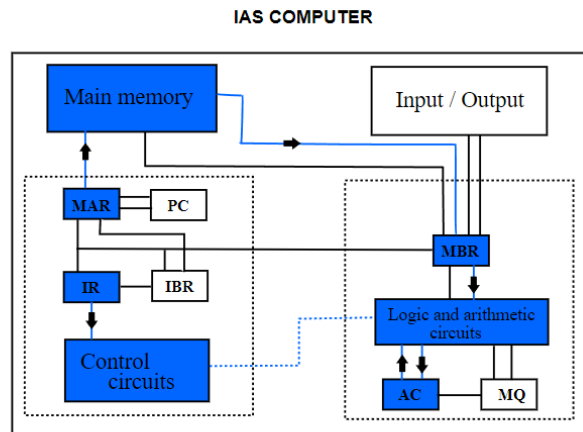 IAS COMPUTER
Main memory
Input / Output
MAR
PC
MBR
IR
IBR
Logic and arithmetic
circuits
Control
circuits
AC
MQ